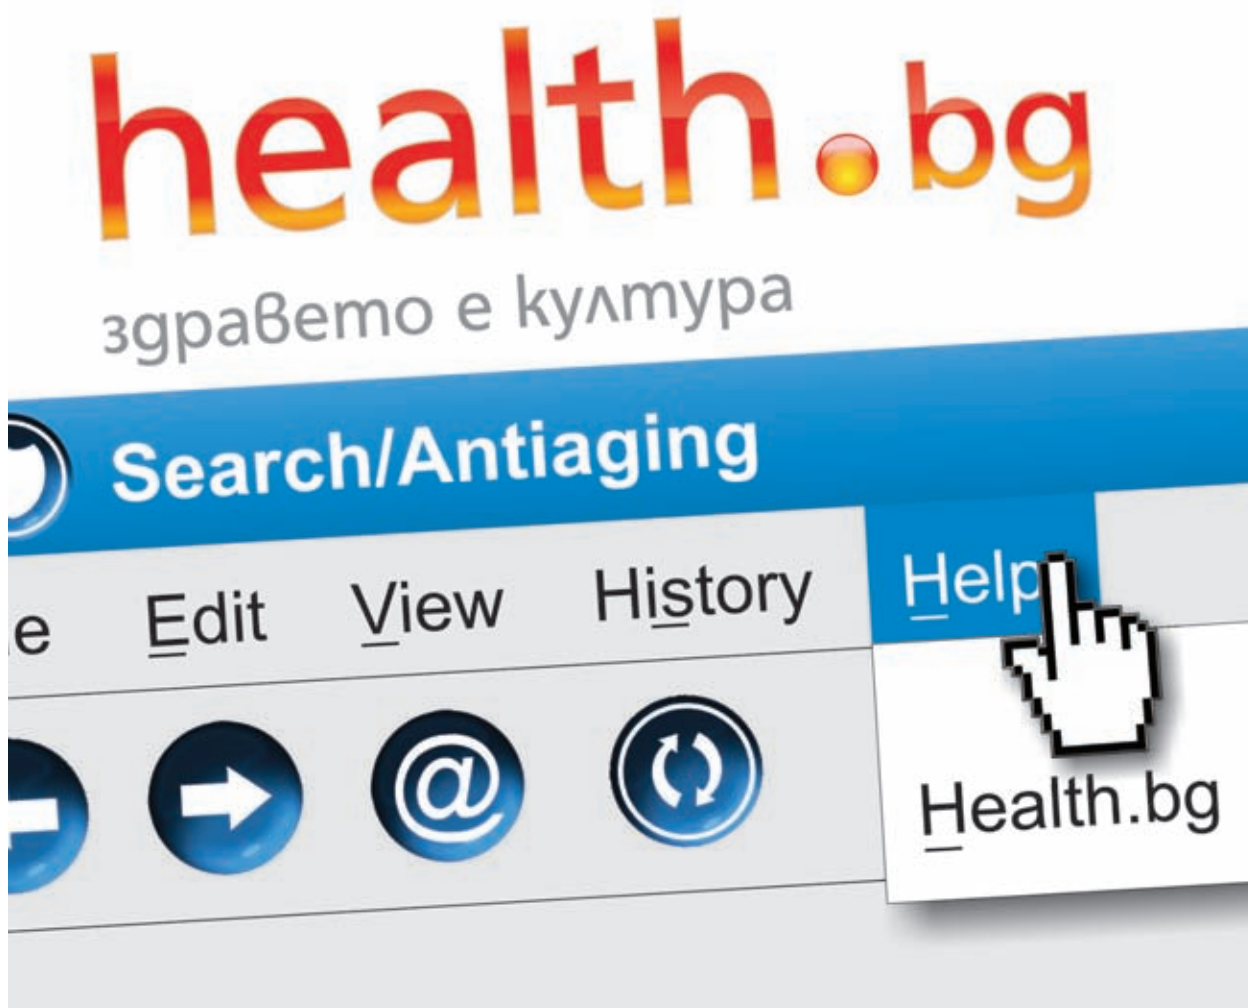 health.bg
здравето е култура
Search/Antiaging
e Edit View History Help
@
Health.bg